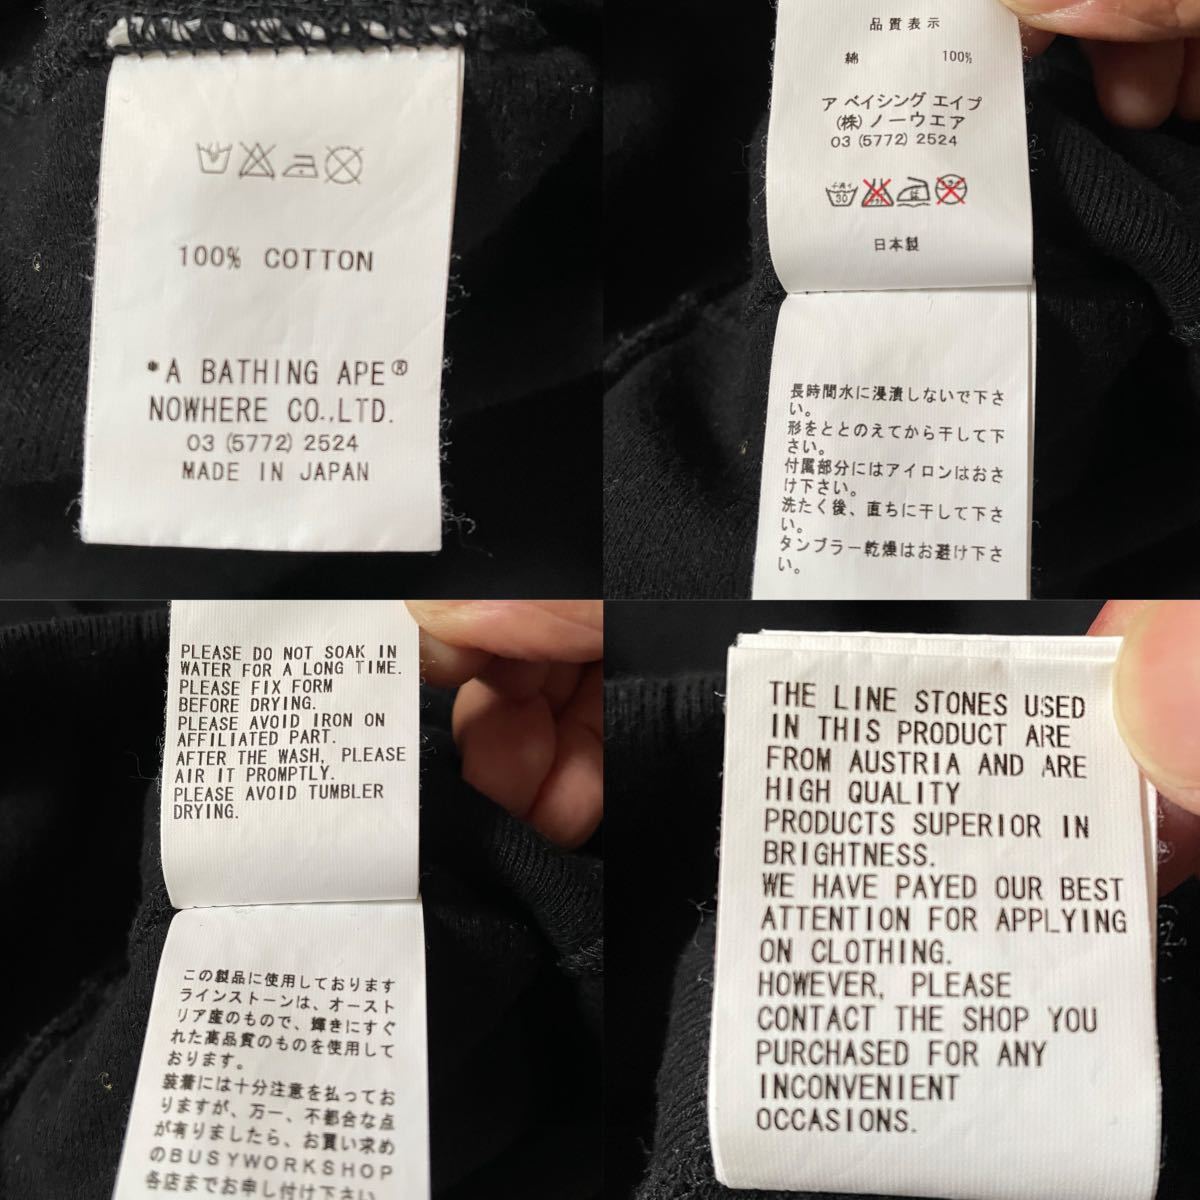 100% COTTON
*A BATHING APE®
NOWHERE CO.,LTD.
03 (5772) 2524
MADE IN JAPAN
品質表示
綿 100%
ア ベイシング エイプ
(株) ノーウエア
03 (5772) 2524
30
日本製
長時間水に浸漬しないで下さ
い。
形をととのえてから干して下
さい。
付属部分にはアイロンはおさ
け下さい。
洗たく後、直ちに干して下さ
い。
タンブラー乾燥はお避け下さ
い。
PLEASE DO NOT SOAK IN
WATER FOR A LONG TIME.
PLEASE FIX FORM
BEFORE DRYING.
PLEASE AVOID IRON ON
AFFILIATED PART.
AFTER THE WASH, PLEASE
AIR IT PROMPTLY.
PLEASE AVOID TUMBLER
DRYING.
この製品に使用しております
ラインストーンは、オースト
リア産のもので、輝きにすぐ
れた高品質のものを使用して
おります。
装着には十分注意を払ってお
りますが、万一、不都合な点
が有りましたら、お買い求め
のBUSYWORKSHOP
各店までお申し付け下さい
THE LINE STONES USED
IN THIS PRODUCT ARE
FROM AUSTRIA AND ARE
HIGH QUALITY
PRODUCTS SUPERIOR IN
BRIGHTNESS.
WE HAVE PAYED OUR BEST
ATTENTION FOR APPLYING
ON CLOTHING.
HOWEVER, PLEASE
CONTACT THE SHOP YOU
PURCHASED FOR ANY
INCONVENIENT
OCCASIONS.